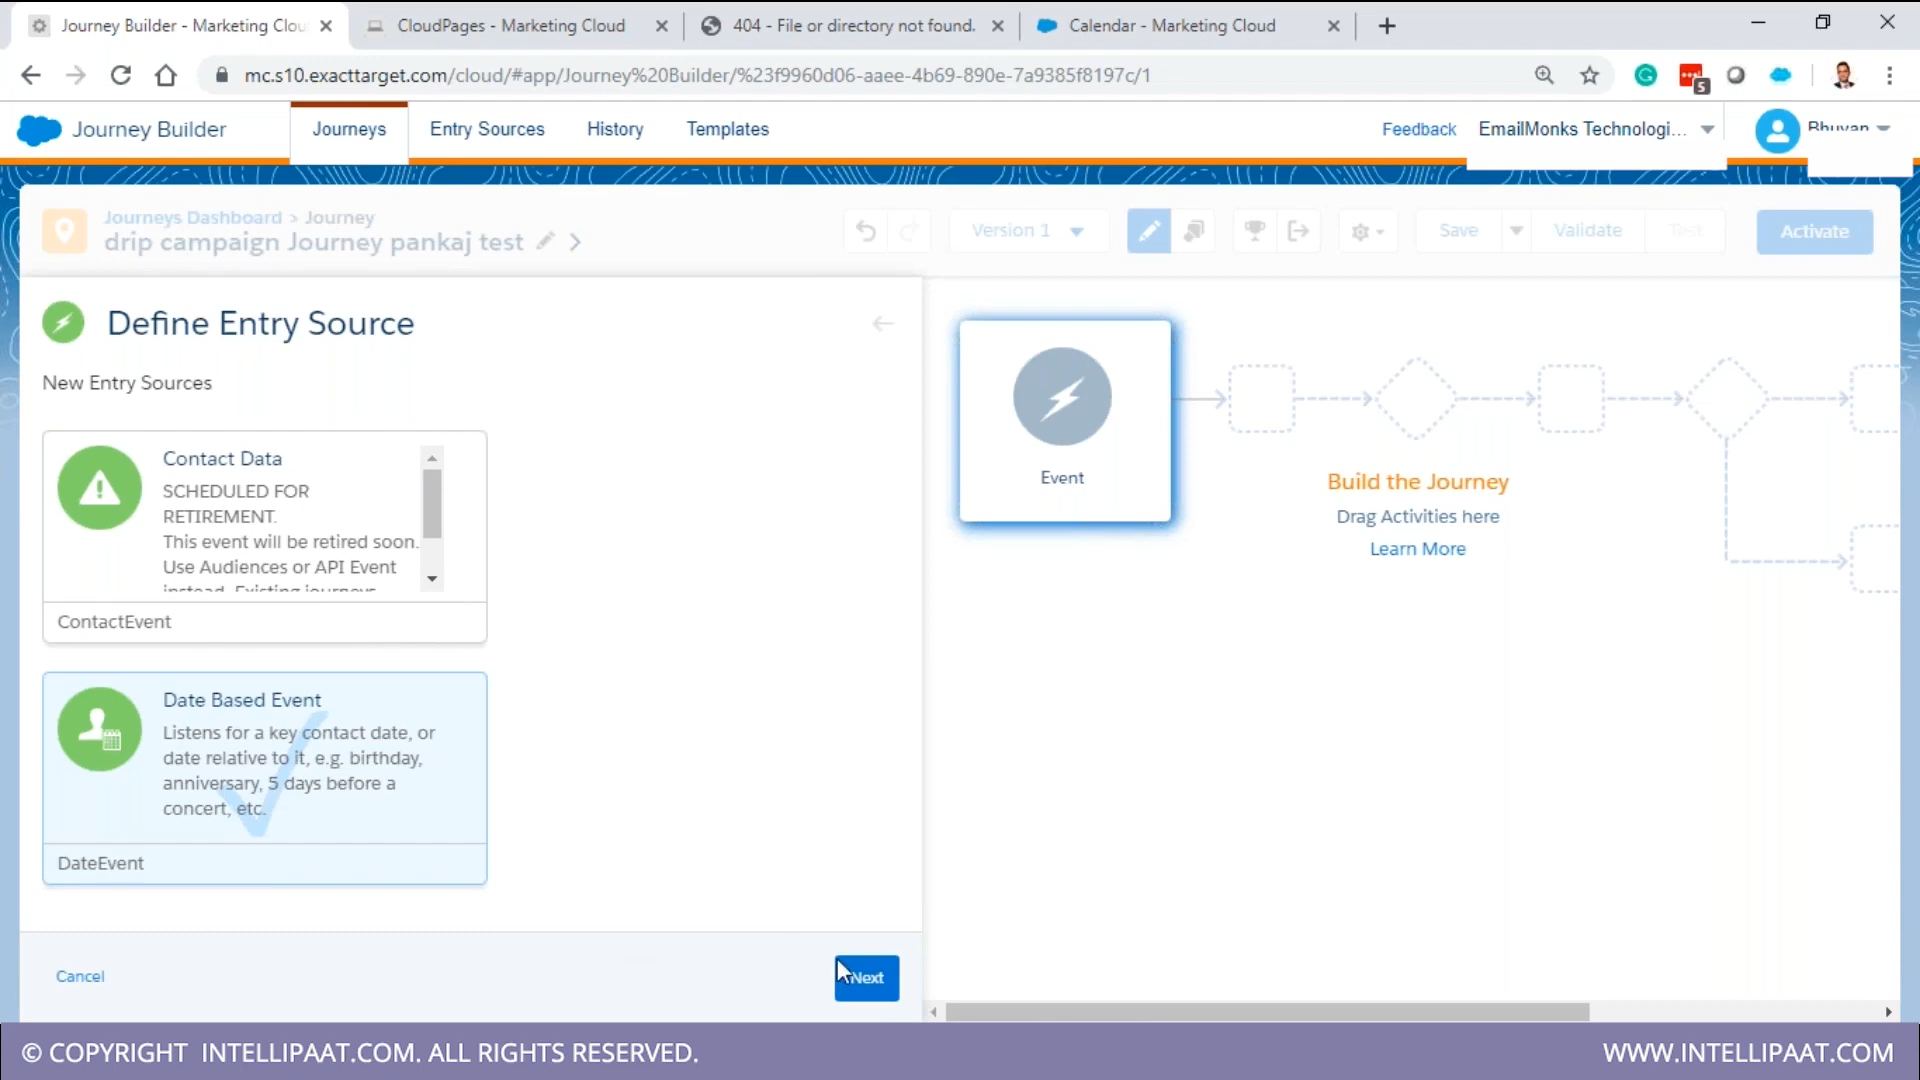 Journey Builder - Marketing Clou
CloudPages - Marketing Cloud
404 - File or directory not found.
Calendar - Marketing Cloud
mc.s10.exacttarget.com/cloud/#app/Journey%20Builder/%23f9960d06-aaee-4b69-890e-7a9385f8197c/1
S
Journey Builder
Journeys
Entry Sources
History
Templates
Feedback
EmailMonks Technologi...
Bhuvan
Journeys Dashboard > Journey
drip campaign Journey pankaj test
Version 1
Save
Validate
Test
Activate
Define Entry Source
New Entry Sources
Contact Data
SCHEDULED FOR
RETIREMENT.
This event will be retired soon.
Use Audiences or API Event
instead. Existing journeys
ContactEvent
Date Based Event
Listens for a key contact date, or
date relative to it, e.g. birthday,
anniversary, 5 days before a
concert, etc.
DateEvent
Cancel
Next
Event
Build the Journey
Drag Activities here
Learn More
© COPYRIGHT INTELLIPAAT.COM. ALL RIGHTS RESERVED.
WWW.INTELLIPAAT.COM